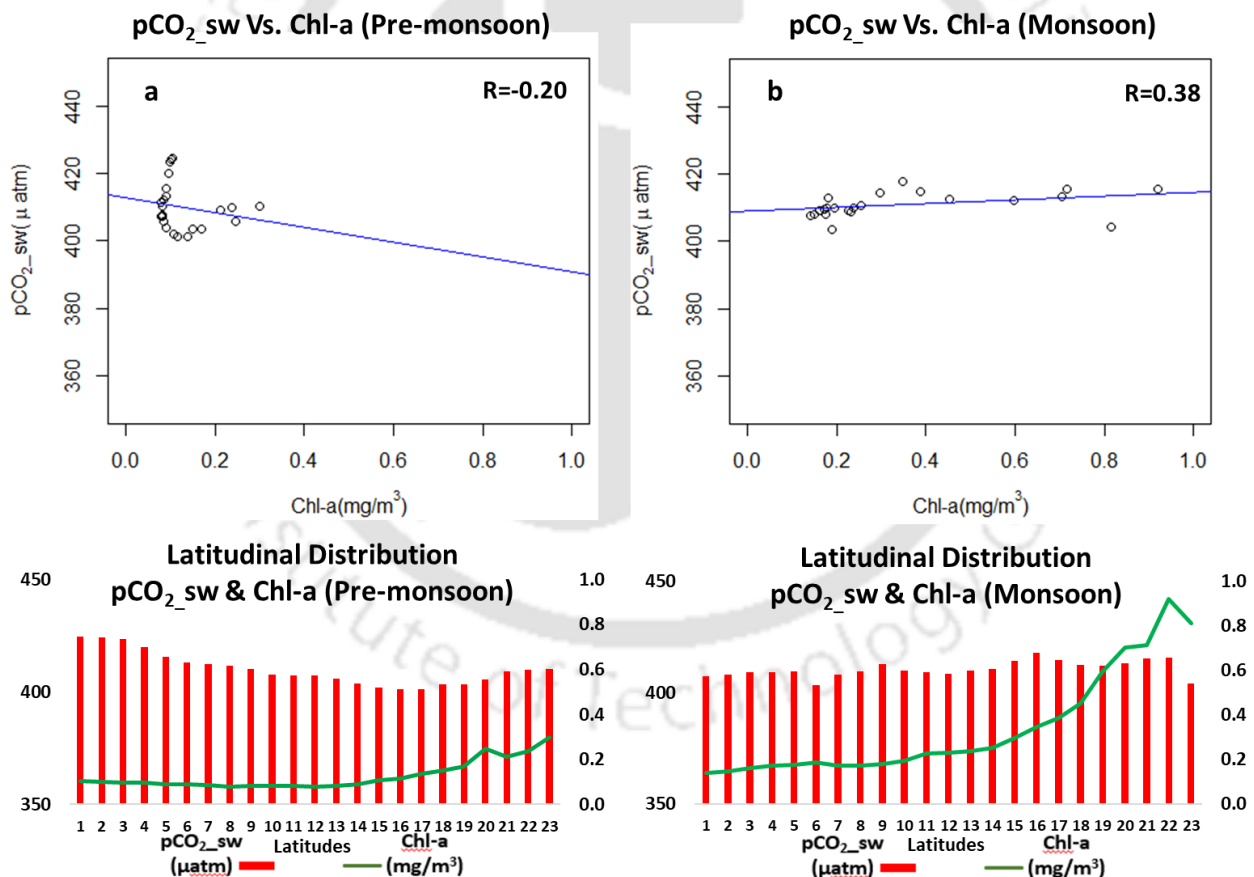 pCO₂_sw Vs. Chl-a (Pre-monsoon)
a
R=-0.20
440
420
400
380
360
pCO₂_sw( μ atm)
0.0 0.2 0.4 0.6 0.8 1.0
Chl-a(mg/m³)
pCO₂_sw Vs. Chl-a (Monsoon)
b
R=0.38
440
420
400
380
360
pCO₂_sw( μ atm)
0.0 0.2 0.4 0.6 0.8 1.0
Chl-a(mg/m³)
Latitudinal Distribution
pCO₂_sw & Chl-a (Pre-monsoon)
450
400
350
1.0
0.8
0.6
0.4
0.2
0.0
1 2 3 4 5 6 7 8 9 10 11 12 13 14 15 16 17 18 19 20 21 22 23
pCO₂_sw Latitudes Chl-a
(μatm) (mg/m³)
Latitudinal Distribution
pCO₂_sw & Chl-a (Monsoon)
450
400
350
1.0
0.8
0.6
0.4
0.2
0.0
1 2 3 4 5 6 7 8 9 10 11 12 13 14 15 16 17 18 19 20 21 22 23
pCO₂_sw Latitudes Chl-a
(μatm) (mg/m³)
stitute of Technology